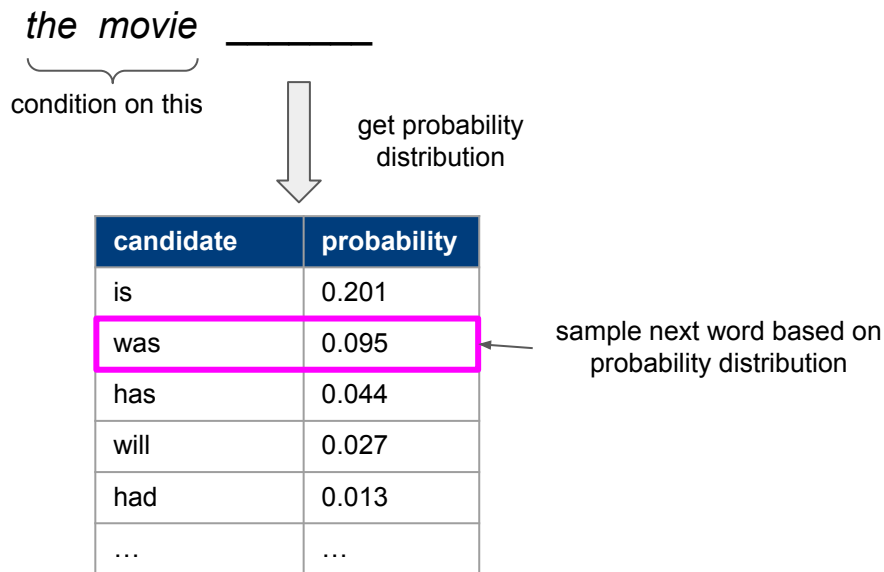 the movie ______
condition on this
get probability
distribution
candidate probability
is 0.201
was 0.095
has 0.044
will 0.027
had 0.013
… …
sample next word based on
probability distribution